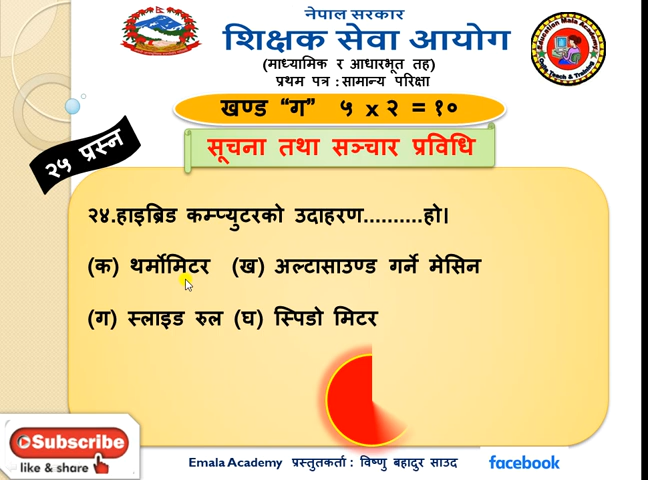 नेपाल सरकार
शिक्षक सेवा आयोग
(माध्यामिक र आधारभूत तह)
प्रथम पत्र : सामान्य परिक्षा
खण्ड “ग” ५ x २ = १०
२५ प्रस्न
सूचना तथा सञ्चार प्रविधि
२४.हाइब्रिड कम्प्युटरको उदाहरण..........हो।
(क) थर्मोमिटर (ख) अल्टासाउण्ड गर्ने मेसिन
(ग) स्लाइड रुल (घ) स्पिडो मिटर
Subscribe
like & share
Emala Academy प्रस्तुतकर्ता : विष्णु बहादुर साउद
facebook